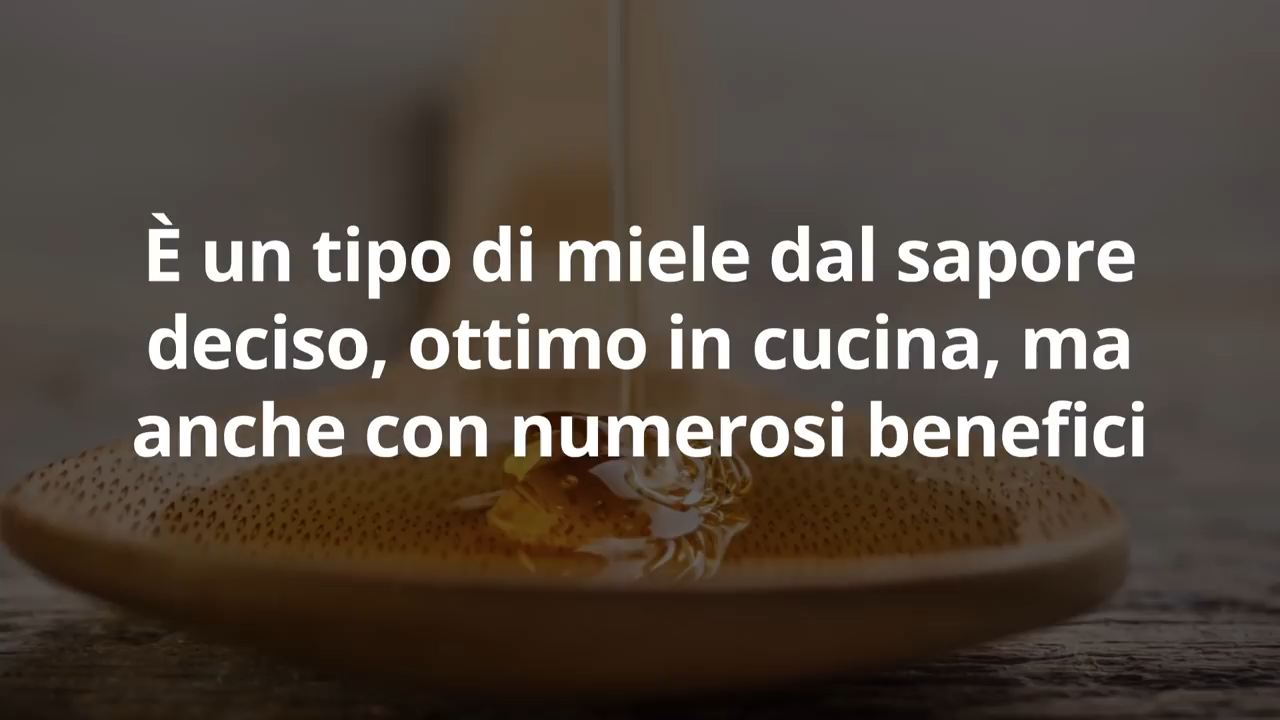 È un tipo di miele dal sapore
deciso, ottimo in cucina, ma
anche con numerosi benefici